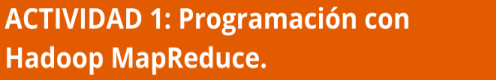 ACTIVIDAD 1: Programación con
Hadoop MapReduce.